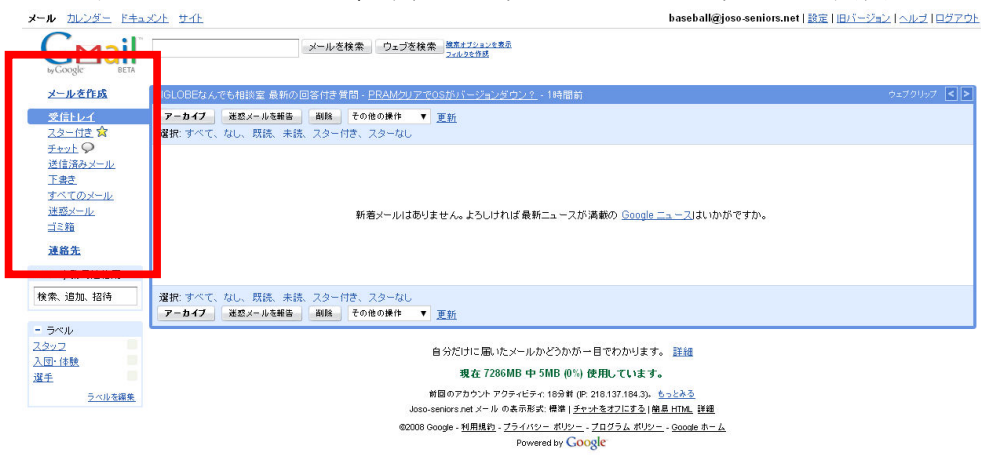 メール カレンダー ドキュメント サイト
baseball@joso-seniors.net | 設定 | 旧バージョン | ヘルプ | ログアウト
Gmail
by Google BETA
メールを検索 ウェブを検索 検索オプションを表示
フィルタを作成
メールを作成
受信トレイ
スター付き
チャット
送信済みメール
下書き
すべてのメール
迷惑メール
ゴミ箱
連絡先
検索、追加、招待
- ラベル
スタッフ
入団・体験
選手
ラベルを編集
IGLOBEなんでも相談室 最新の回答付き質問 - PRAMクリアでOSがバージョンダウン? - 1時間前
ウェブクリップ < >
アーカイブ 迷惑メールを報告 削除 その他の操作 ▼ 更新
選択: すべて、なし、既読、未読、スター付き、スターなし
新着メールはありません。よろしければ最新ニュースが満載の Google ニュースはいかがですか。
選択: すべて、なし、既読、未読、スター付き、スターなし
アーカイブ 迷惑メールを報告 削除 その他の操作 ▼ 更新
自分だけに届いたメールかどうかが一目でわかります。 詳細
現在 7286MB 中 5MB (0%) 使用しています。
前回のアカウント アクティビティ: 18分前 (IP: 218.137.184.3)。 もっとみる
Joso-seniors.net メール の表示形式: 標準 | チャットをオフにする | 簡易 HTML 詳細
©2008 Google - 利用規約 - プライバシー ポリシー - プログラム ポリシー - Google ホーム
Powered by Google